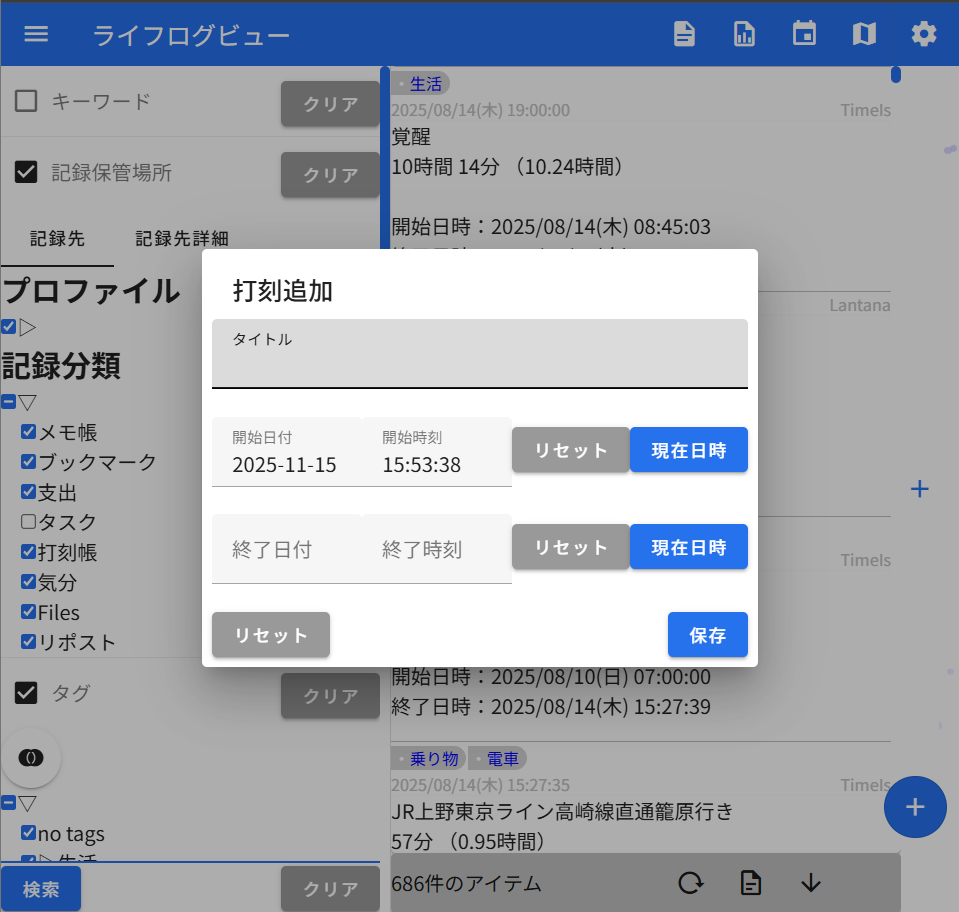 ライフログビュー
キーワード
クリア
記録保管場所
クリア
記録先 記録先詳細
プロファイル
記録分類
メモ帳
ブックマーク
支出
タスク
打刻帳
気分
Files
リポスト
タグ
クリア
no tags
生活
検索
クリア
生活
2025/08/14(木) 19:00:00
TimeIs
覚醒
10時間 14分 （10.24時間）
開始日時：2025/08/14(木) 08:45:03
Lantana
TimeIs
打刻追加
タイトル
開始日付
2025-11-15
開始時刻
15:53:38
リセット
現在日時
終了日付
終了時刻
リセット
現在日時
リセット
保存
開始日時：2025/08/10(日) 07:00:00
終了日時：2025/08/14(木) 15:27:39
乗り物 電車
2025/08/14(木) 15:27:35
TimeIs
JR上野東京ライン高崎線直通籠原行き
57分 （0.95時間）
686件のアイテム